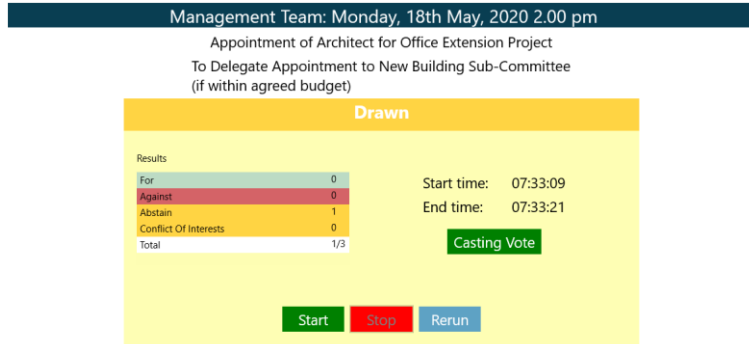 Management Team: Monday, 18th May, 2020 2.00 pm
Appointment of Architect for Office Extension Project
To Delegate Appointment to New Building Sub-Committee
(if within agreed budget)
Drawn
Results
For 0
Against 0
Abstain 1
Conflict Of Interests 0
Total 1/3
Start time: 07:33:09
End time: 07:33:21
Casting Vote
Start Stop Rerun